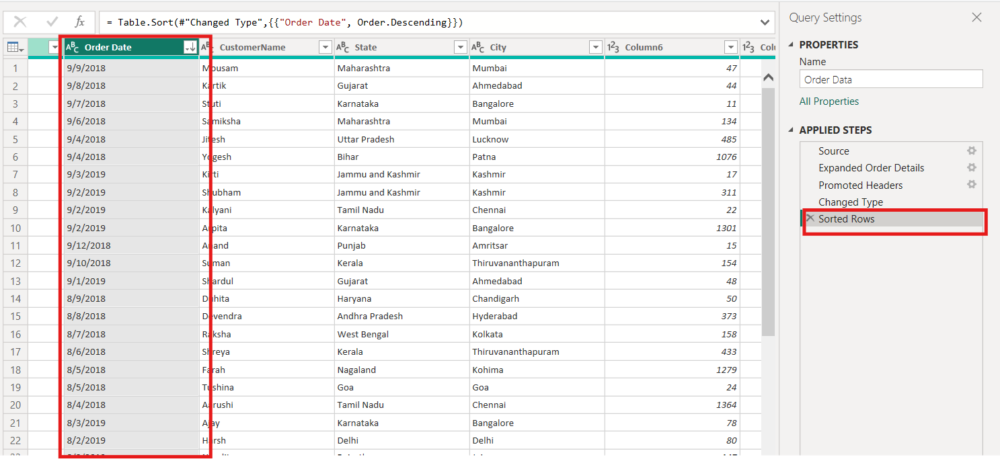 fx = Table.Sort(#"Changed Type",{{"Order Date", Order.Descending}})
ABC Order Date ABC CustomerName ABC State ABC City 123 Column6 123
1 9/9/2018 Mousam Maharashtra Mumbai 47
2 9/8/2018 Kartik Gujarat Ahmedabad 44
3 9/7/2018 Stuti Karnataka Bangalore 11
4 9/6/2018 Samiksha Maharashtra Mumbai 134
5 9/4/2018 Jitesh Uttar Pradesh Lucknow 485
6 9/4/2018 Yogesh Bihar Patna 1076
7 9/3/2019 Kirti Jammu and Kashmir Kashmir 17
8 9/2/2019 Shubham Jammu and Kashmir Kashmir 311
9 9/2/2019 Kalyani Tamil Nadu Chennai 22
10 9/2/2019 Arpita Karnataka Bangalore 1301
11 9/12/2018 Anand Punjab Amritsar 15
12 9/10/2018 Suman Kerala Thiruvananthapuram 154
13 9/1/2019 Shardul Gujarat Ahmedabad 48
14 8/9/2018 Duhita Haryana Chandigarh 50
15 8/8/2018 Devendra Andhra Pradesh Hyderabad 373
16 8/7/2018 Raksha West Bengal Kolkata 158
17 8/6/2018 Shreya Kerala Thiruvananthapuram 433
18 8/5/2018 Farah Nagaland Kohima 1279
19 8/5/2018 Tushina Goa Goa 24
20 8/4/2018 Aarushi Tamil Nadu Chennai 1364
21 8/3/2019 Ajay Karnataka Bangalore 78
22 8/2/2019 Harsh Delhi Delhi 80
Query Settings
PROPERTIES
Name
Order Data
All Properties
APPLIED STEPS
Source
Expanded Order Details
Promoted Headers
Changed Type
Sorted Rows